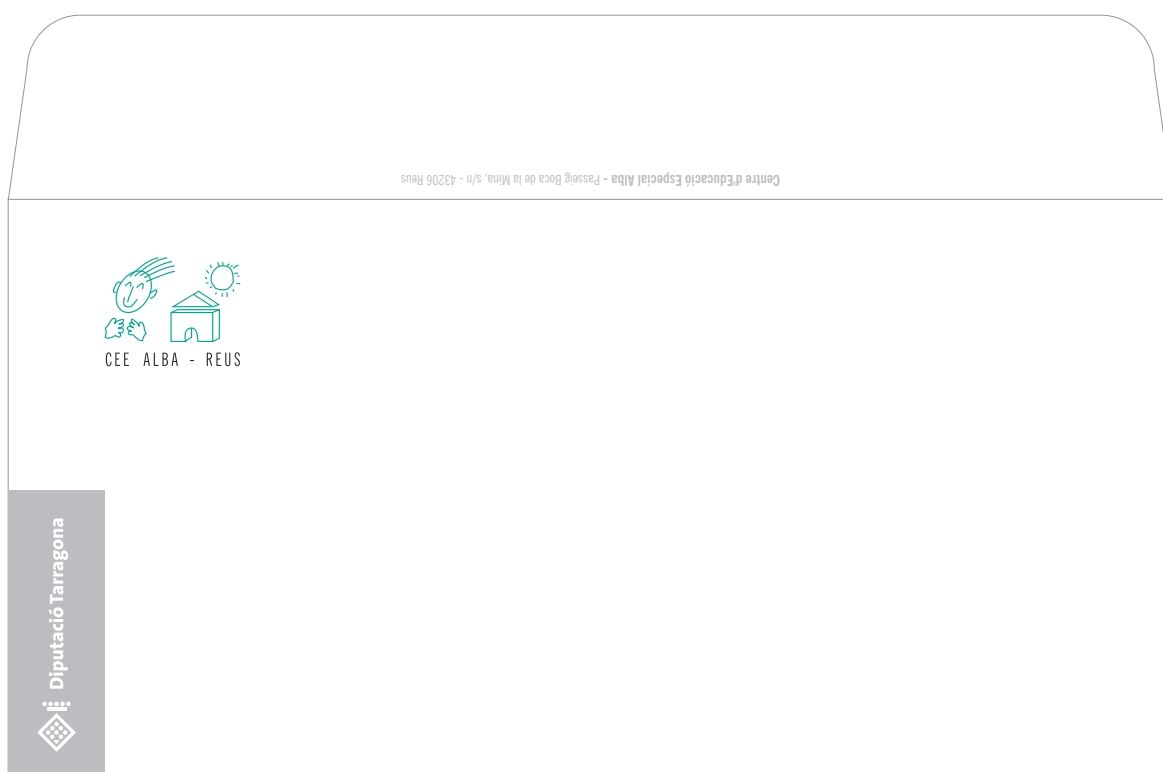 Centre d'Educació Especial Alba - Passeig Boca de la Mina, s/n - 43206 Reus
CEE ALBA - REUS
Diputació Tarragona